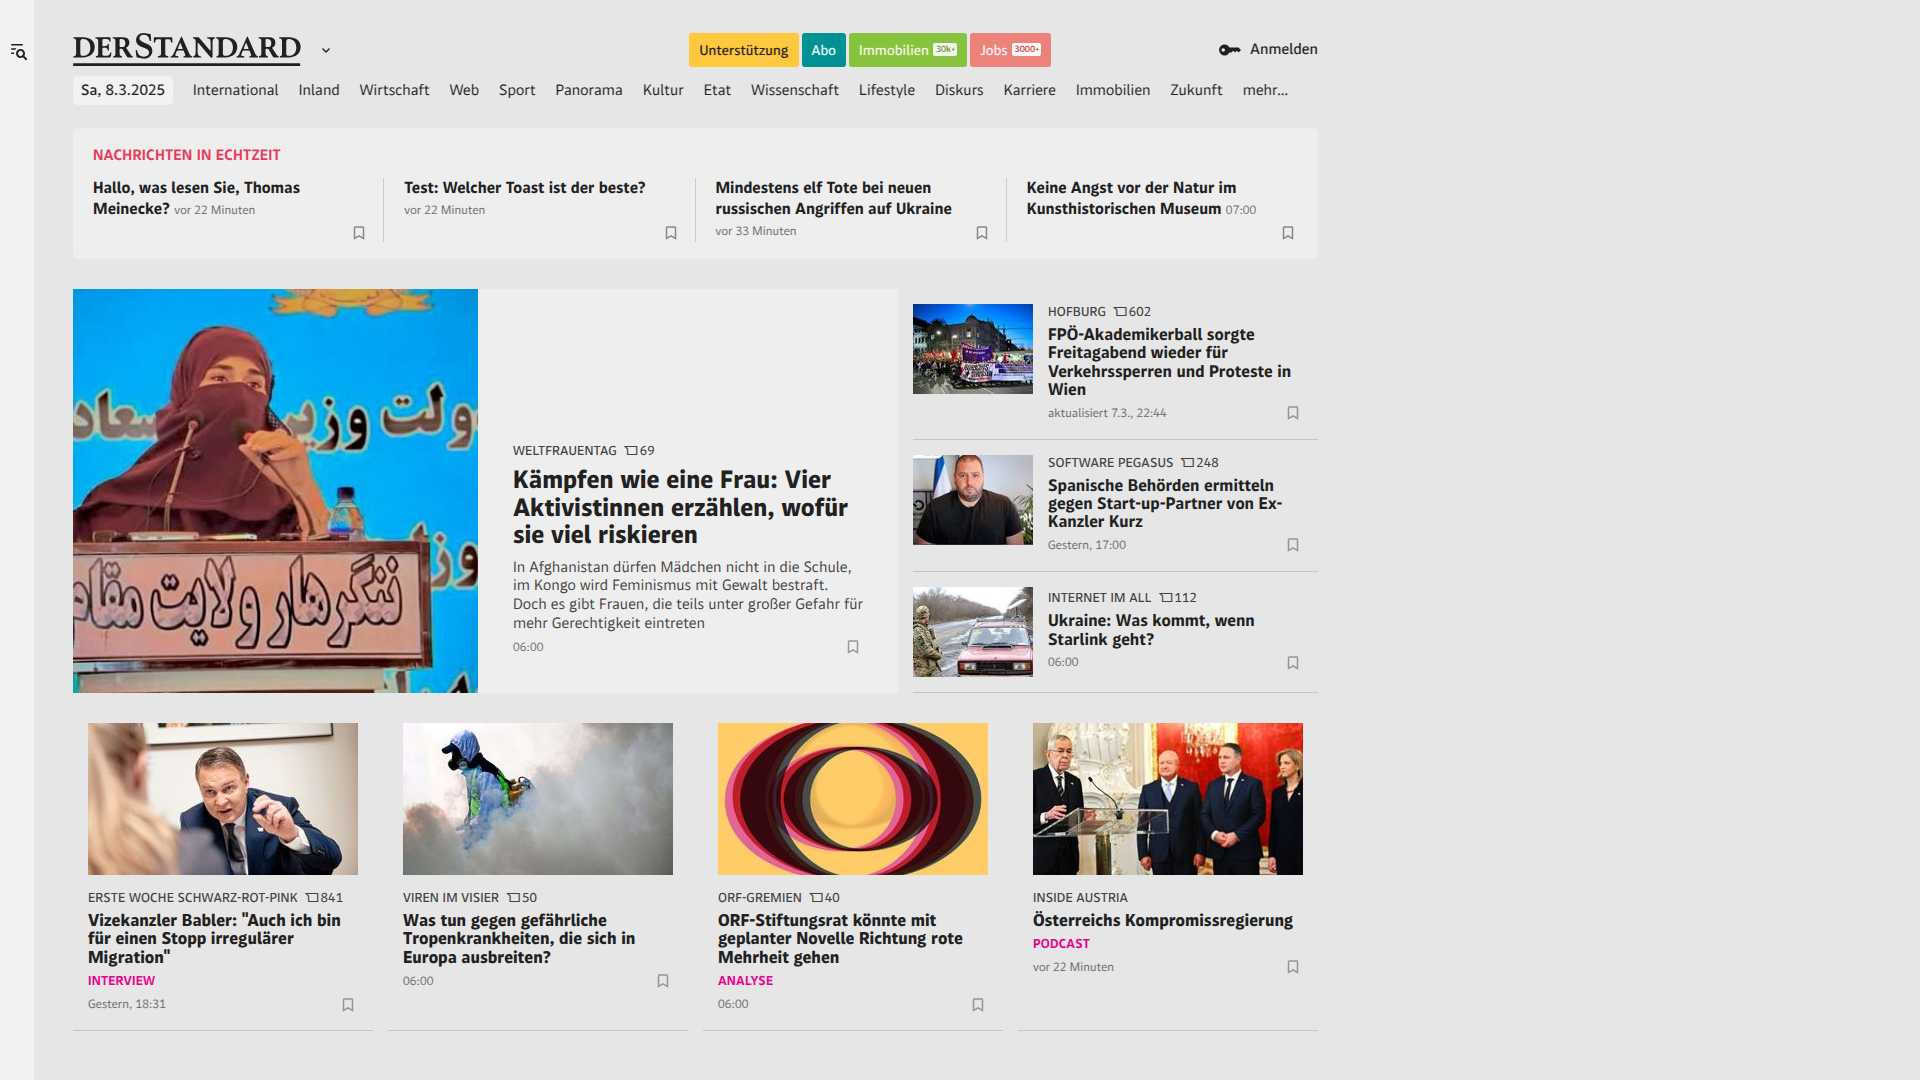 DERSTANDARD
Unterstützung
Abo
Immobilien 30k+
Jobs 3000+
Anmelden
Sa, 8.3.2025
International
Inland
Wirtschaft
Web
Sport
Panorama
Kultur
Etat
Wissenschaft
Lifestyle
Diskurs
Karriere
Immobilien
Zukunft
mehr...
NACHRICHTEN IN ECHTZEIT
Hallo, was lesen Sie, Thomas
Meinecke? vor 22 Minuten
Test: Welcher Toast ist der beste?
vor 22 Minuten
Mindestens elf Tote bei neuen
russischen Angriffen auf Ukraine
vor 33 Minuten
Keine Angst vor der Natur im
Kunsthistorischen Museum 07:00
ننگرهار ولایت مقام
WELTFRAUENTAG 69
Kämpfen wie eine Frau: Vier
Aktivistinnen erzählen, wofür
sie viel riskieren
In Afghanistan dürfen Mädchen nicht in die Schule,
im Kongo wird Feminismus mit Gewalt bestraft.
Doch es gibt Frauen, die teils unter großer Gefahr für
mehr Gerechtigkeit eintreten
06:00
HOFBURG 602
FPÖ-Akademikerball sorgte
Freitagabend wieder für
Verkehrssperren und Proteste in
Wien
aktualisiert 7.3., 22:44
SOFTWARE PEGASUS 248
Spanische Behörden ermitteln
gegen Start-up-Partner von Ex-
Kanzler Kurz
Gestern, 17:00
INTERNET IM ALL 112
Ukraine: Was kommt, wenn
Starlink geht?
06:00
ERSTE WOCHE SCHWARZ-ROT-PINK 841
Vizekanzler Babler: "Auch ich bin
für einen Stopp irregulärer
Migration"
INTERVIEW
Gestern, 18:31
VIREN IM VISIER 50
Was tun gegen gefährliche
Tropenkrankheiten, die sich in
Europa ausbreiten?
06:00
ORF-GREMIEN 40
ORF-Stiftungsrat könnte mit
geplanter Novelle Richtung rote
Mehrheit gehen
ANALYSE
06:00
INSIDE AUSTRIA
Österreichs Kompromissregierung
PODCAST
vor 22 Minuten